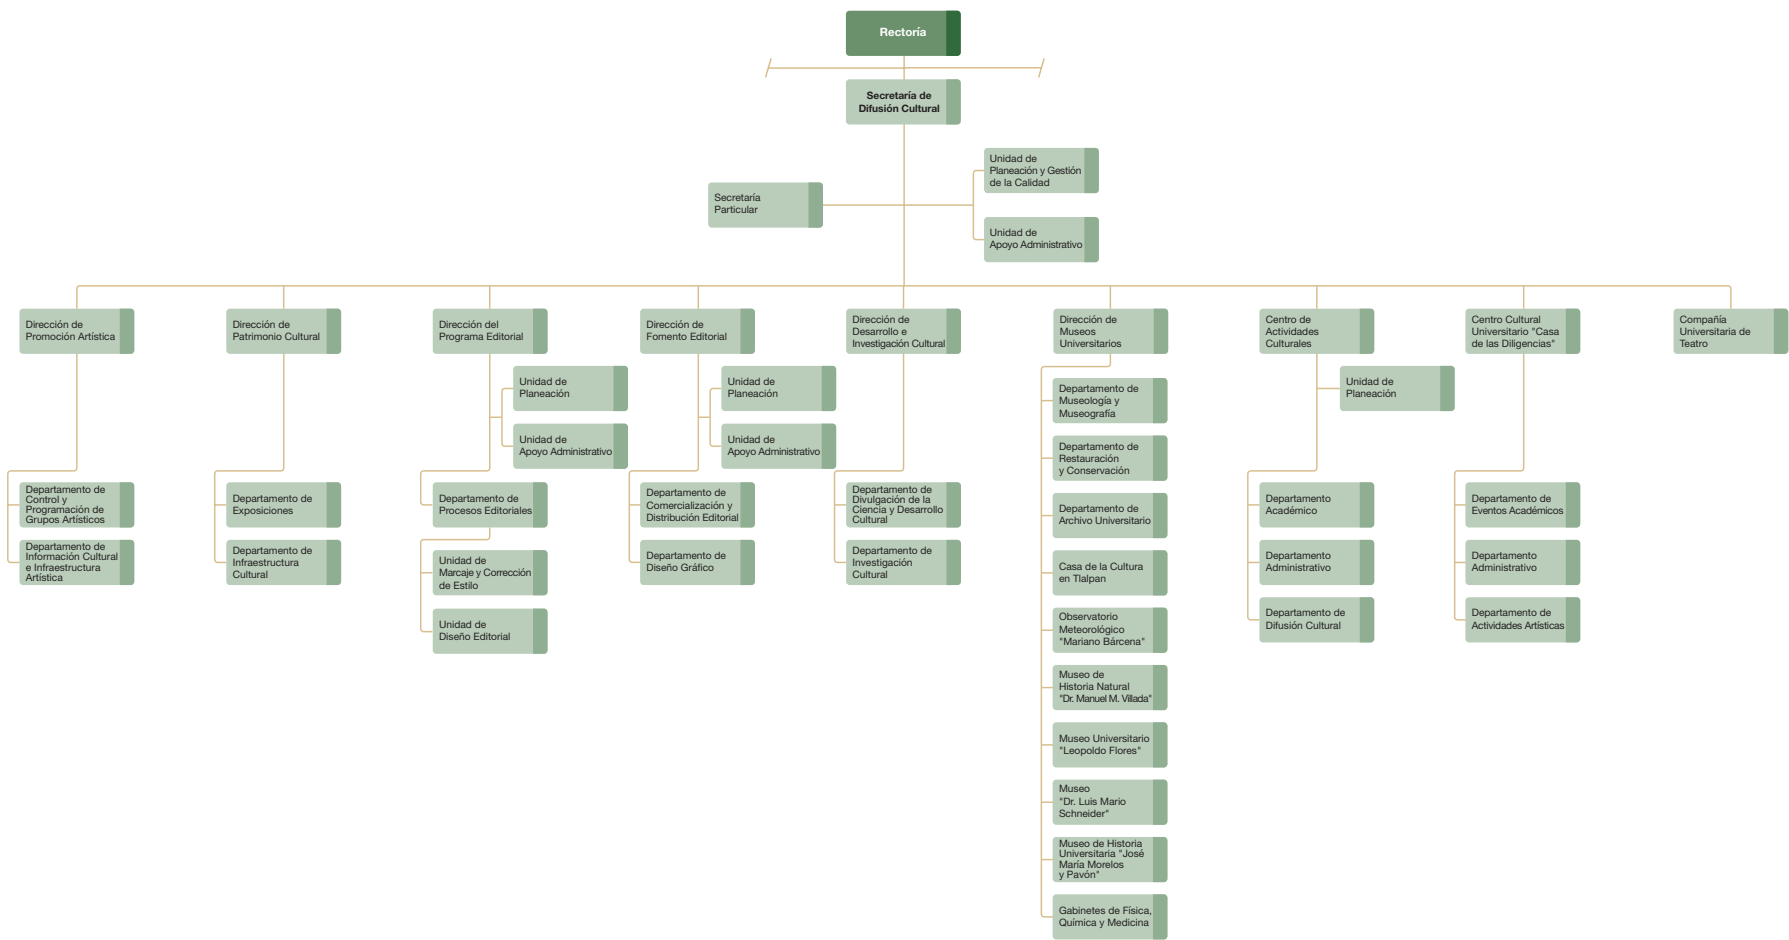 Rectoría
Secretaría de
Difusión Cultural
Unidad de
Planeación y Gestión
de la Calidad
Secretaría
Particular
Unidad de
Apoyo Administrativo
Dirección de
Promoción Artística
Dirección de
Patrimonio Cultural
Dirección del
Programa Editorial
Dirección de
Fomento Editorial
Dirección de
Desarrollo e
Investigación Cultural
Dirección de
Museos
Universitarios
Centro de
Actividades
Culturales
Centro Cultural
Universitario "Casa
de las Diligencias"
Compañía
Universitaria de
Teatro
Departamento de
Control y
Programación de
Grupos Artísticos
Departamento de
Información Cultural
e Infraestructura
Artística
Departamento de
Exposiciones
Departamento de
Infraestructura
Cultural
Unidad de
Planeación
Unidad de
Apoyo Administrativo
Departamento de
Procesos Editoriales
Unidad de
Marcaje y Corrección
de Estilo
Unidad de
Diseño Editorial
Unidad de
Planeación
Unidad de
Apoyo Administrativo
Departamento de
Comercialización y
Distribución Editorial
Departamento de
Diseño Gráfico
Departamento de
Divulgación de la
Ciencia y Desarrollo
Cultural
Departamento de
Investigación
Cultural
Departamento de
Museología y
Museografía
Departamento de
Restauración
y Conservación
Departamento de
Archivo Universitario
Casa de la Cultura
en Tlalpan
Observatorio
Meteorológico
"Mariano Bárcena"
Museo de
Historia Natural
"Dr. Manuel M. Villada"
Museo Universitario
"Leopoldo Flores"
Museo
"Dr. Luis Mario
Schneider"
Museo de Historia
Universitaria "José
María Morelos
y Pavón"
Gabinetes de Física,
Química y Medicina
Unidad de
Planeación
Departamento
Académico
Departamento
Administrativo
Departamento de
Difusión Cultural
Departamento de
Eventos Académicos
Departamento
Administrativo
Departamento de
Actividades Artísticas